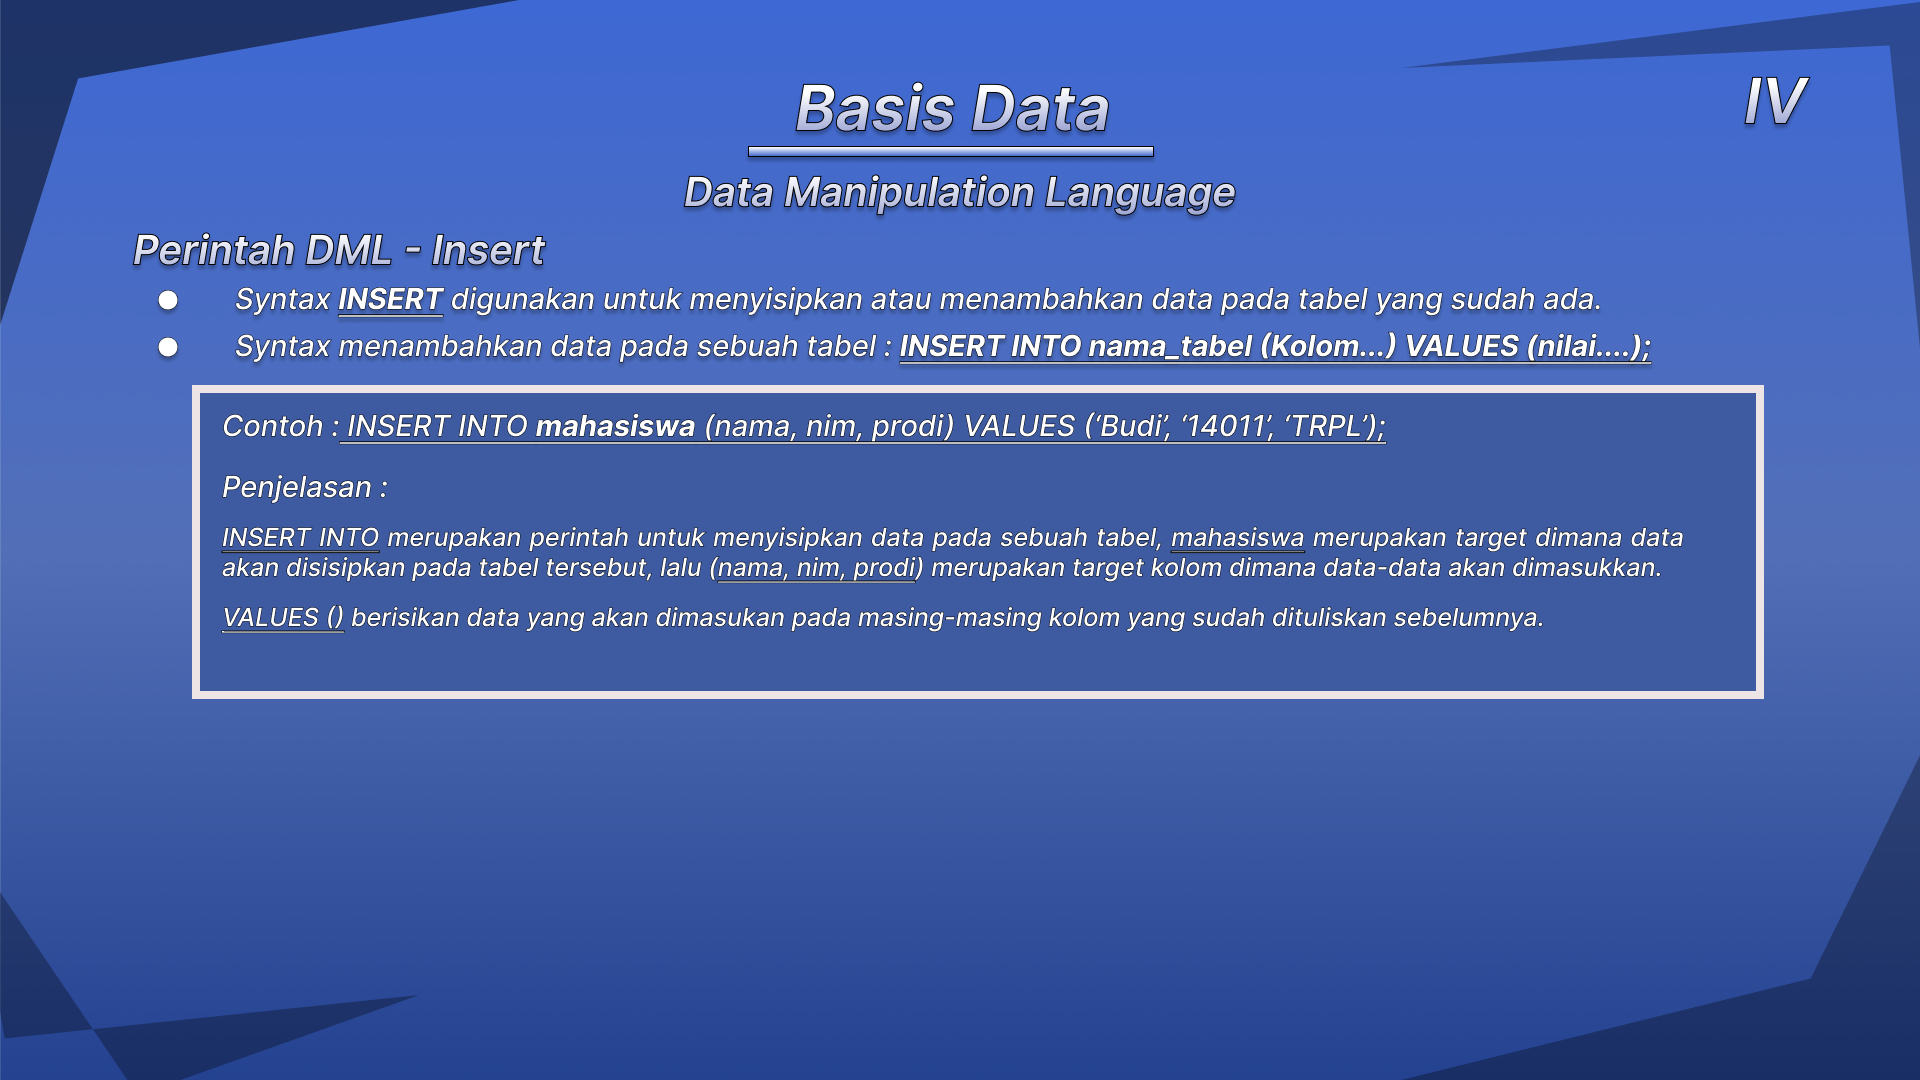 Basis Data
IV
Data Manipulation Language
Perintah DML - Insert
● Syntax INSERT digunakan untuk menyisipkan atau menambahkan data pada tabel yang sudah ada.
● Syntax menambahkan data pada sebuah tabel : INSERT INTO nama_tabel (Kolom...) VALUES (nilai....);
Contoh : INSERT INTO mahasiswa (nama, nim, prodi) VALUES (‘Budi’, ‘14011’, ‘TRPL’);
Penjelasan :
INSERT INTO merupakan perintah untuk menyisipkan data pada sebuah tabel, mahasiswa merupakan target dimana data
akan disisipkan pada tabel tersebut, lalu (nama, nim, prodi) merupakan target kolom dimana data-data akan dimasukkan.
VALUES () berisikan data yang akan dimasukan pada masing-masing kolom yang sudah dituliskan sebelumnya.